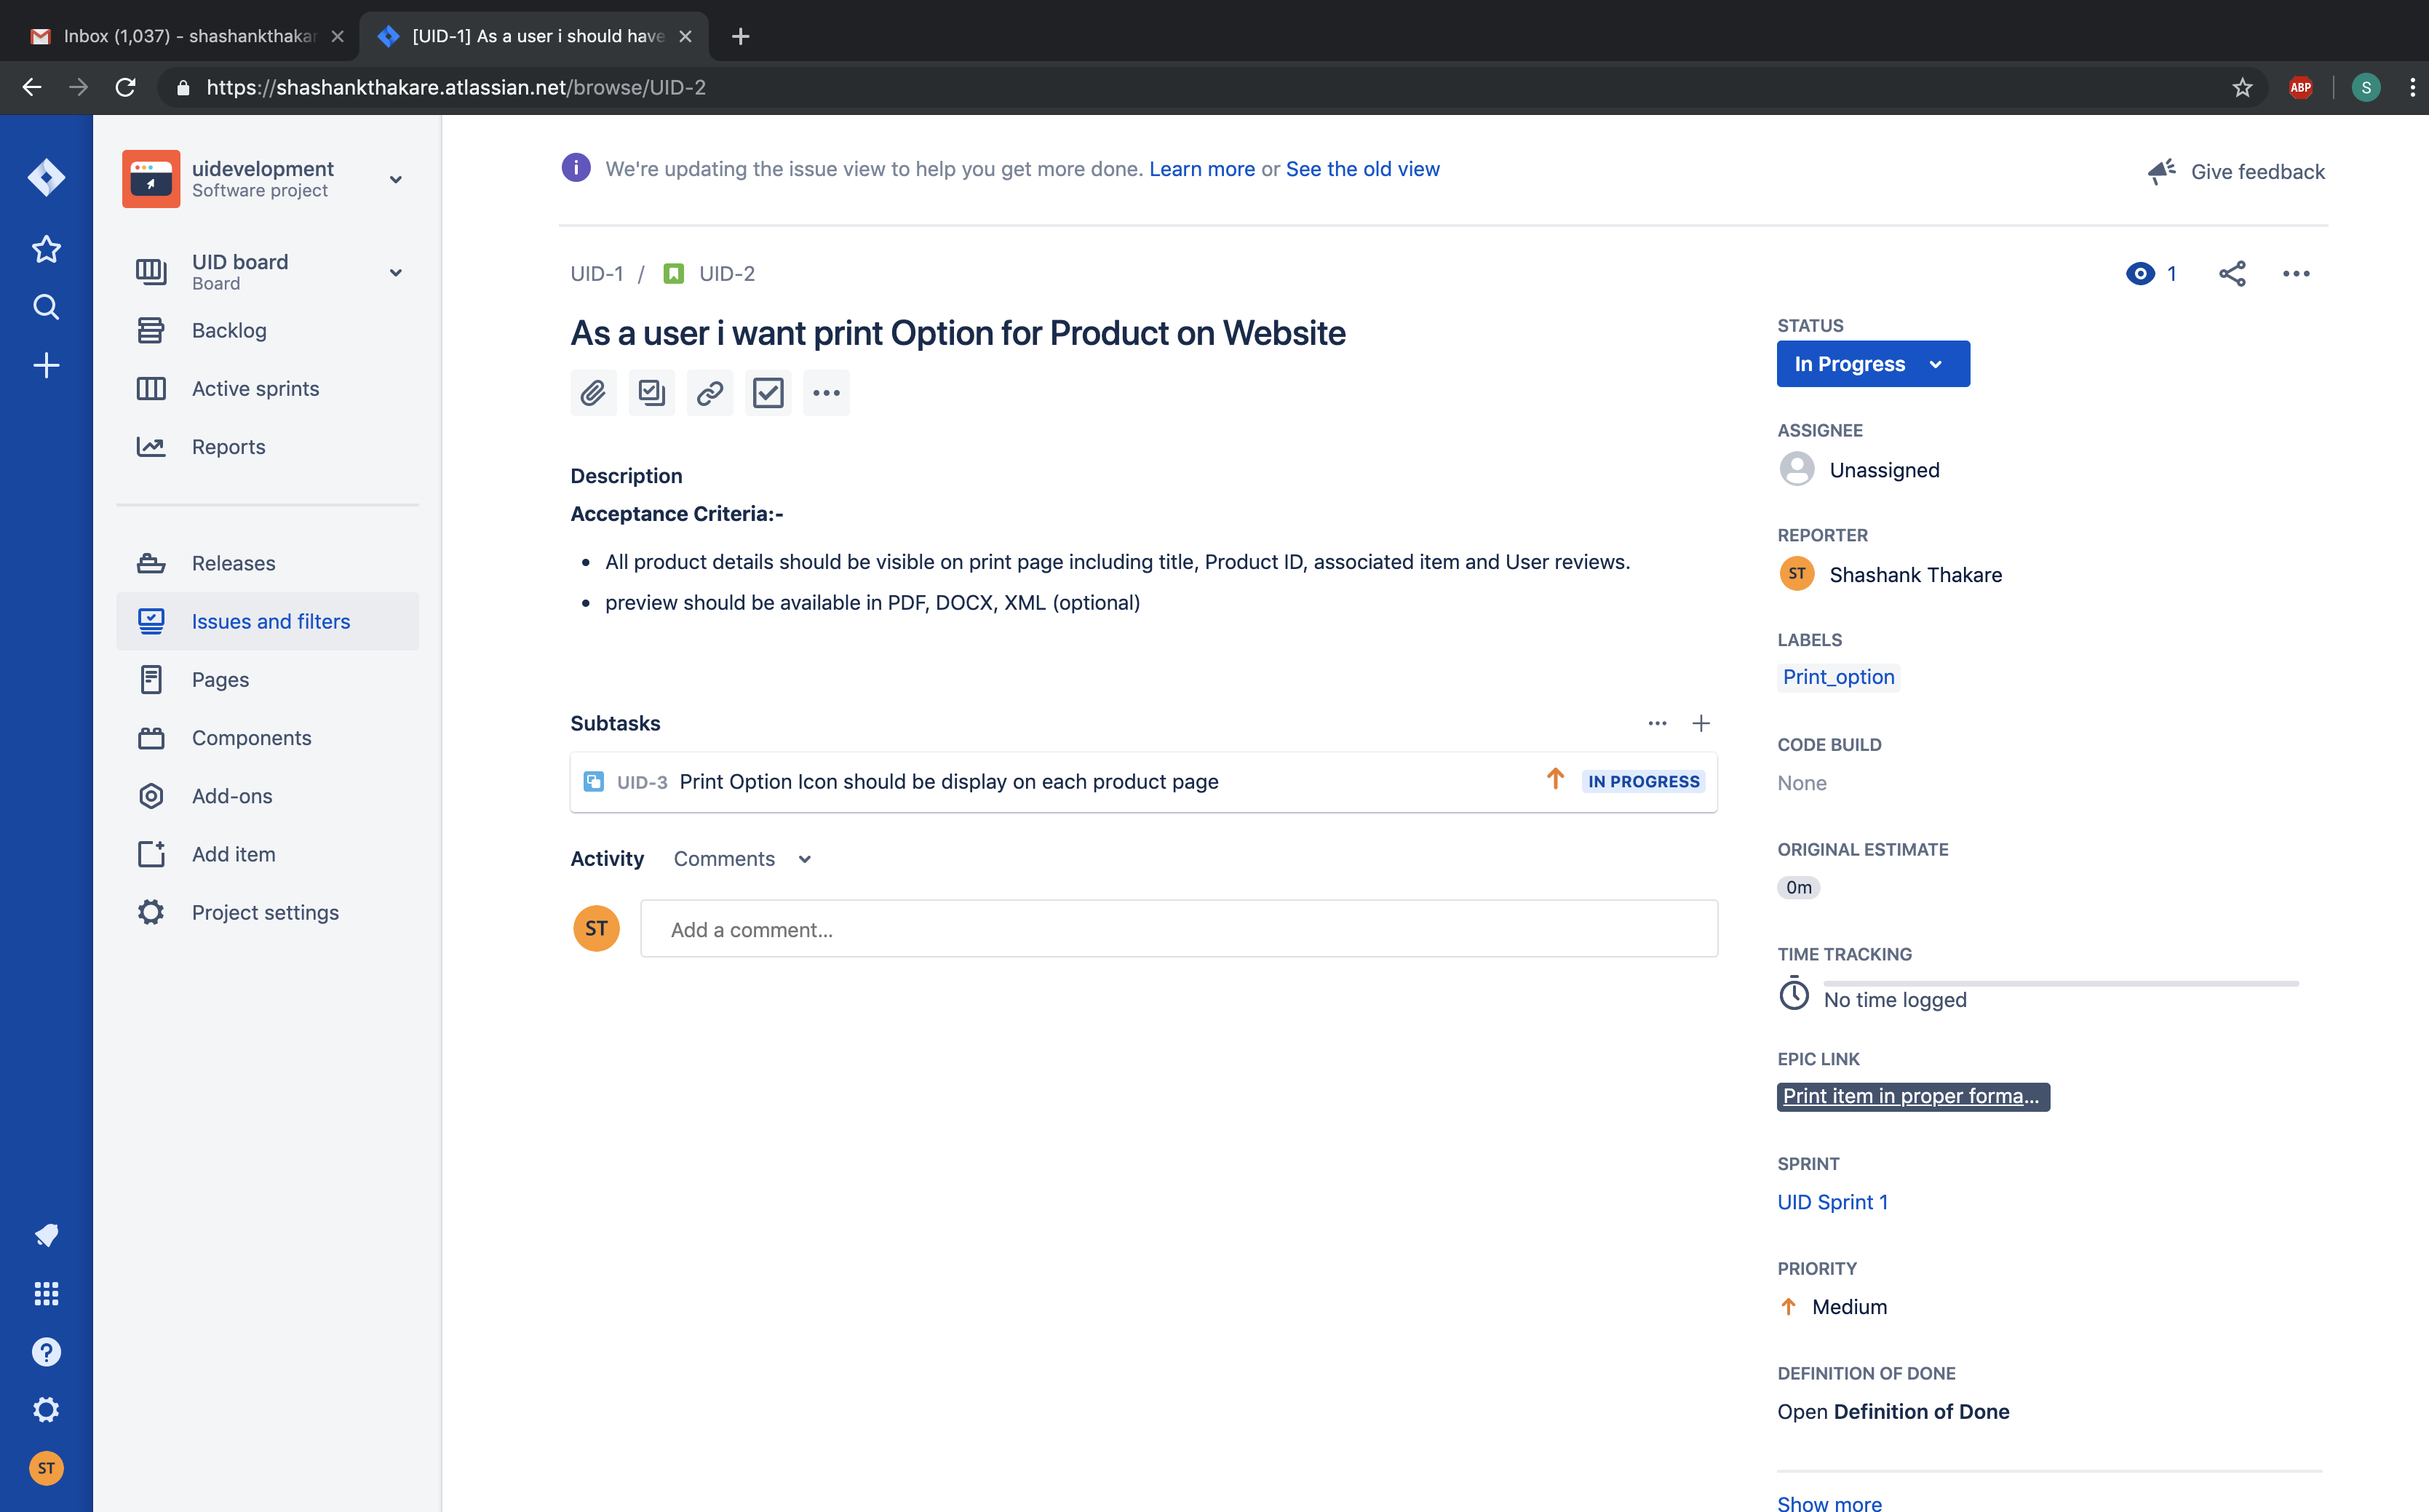 Inbox (1,037) - shashankthakar
[UID-1] As a user i should have
https://shashankthakare.atlassian.net/browse/UID-2
ABP
S
uidevelopment
Software project
UID board
Board
Backlog
Active sprints
Reports
Releases
Issues and filters
Pages
Components
Add-ons
Add item
Project settings
ST
We're updating the issue view to help you get more done. Learn more or See the old view
Give feedback
UID-1 / UID-2
1
As a user i want print Option for Product on Website
Description
Acceptance Criteria:-
• All product details should be visible on print page including title, Product ID, associated item and User reviews.
• preview should be available in PDF, DOCX, XML (optional)
Subtasks
UID-3 Print Option Icon should be display on each product page IN PROGRESS
Activity Comments
ST Add a comment...
STATUS
In Progress
ASSIGNEE
Unassigned
REPORTER
ST Shashank Thakare
LABELS
Print_option
CODE BUILD
None
ORIGINAL ESTIMATE
0m
TIME TRACKING
No time logged
EPIC LINK
Print item in proper forma...
SPRINT
UID Sprint 1
PRIORITY
Medium
DEFINITION OF DONE
Open Definition of Done
Show more